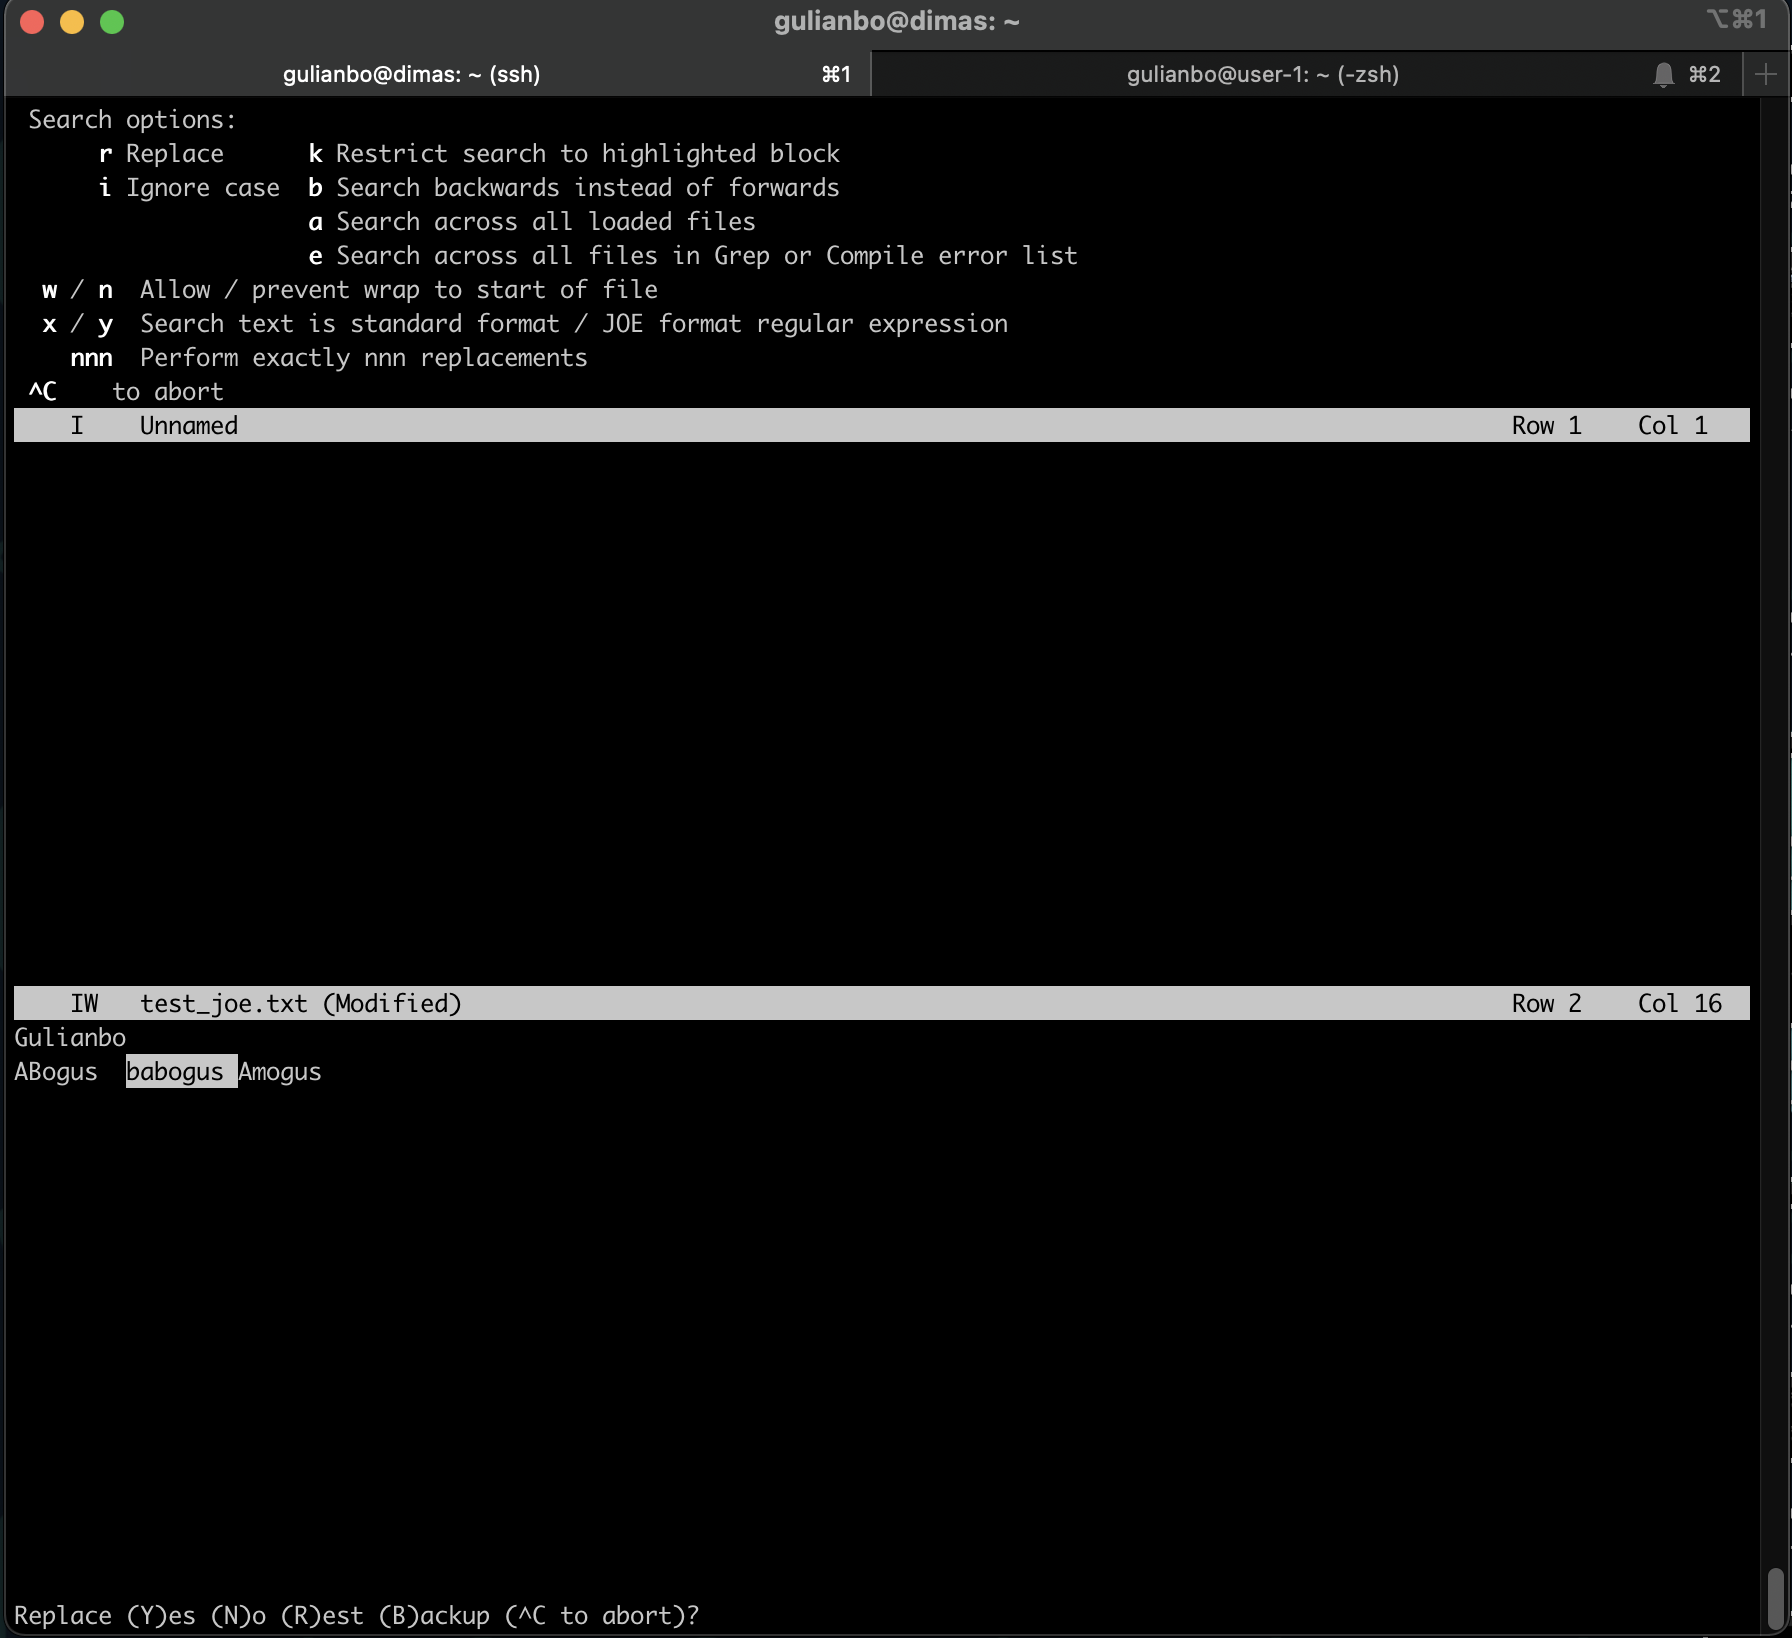 gulianbo@dimas: ~ ⌥⌘1
gulianbo@dimas: ~ (ssh) ⌘1 gulianbo@user-1: ~ (-zsh) ⌘2
Search options:
r Replace k Restrict search to highlighted block
i Ignore case b Search backwards instead of forwards
a Search across all loaded files
e Search across all files in Grep or Compile error list
w / n Allow / prevent wrap to start of file
x / y Search text is standard format / JOE format regular expression
nnn Perform exactly nnn replacements
^C to abort
I Unnamed Row 1 Col 1
IW test_joe.txt (Modified) Row 2 Col 16
Gulianbo
ABogus babogus Amogus
Replace (Y)es (N)o (R)est (B)ackup (^C to abort)?